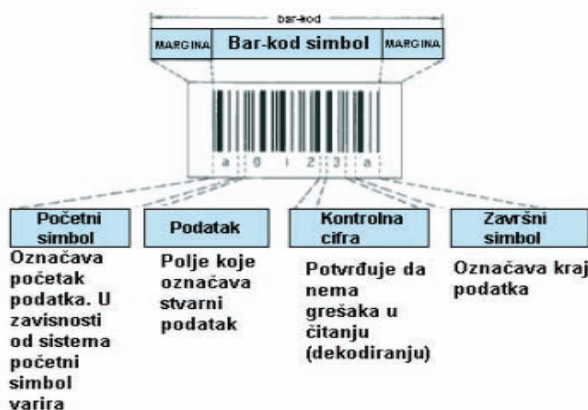 bar-kod
MARGINA
Bar-kod simbol
MARGINA
a 0 1 2 3 a
Početni
simbol
Označava
početak
podatka. U
zavisnosti
od sistema
početni
simbol
varira
Podatak
Polje koje
označava
stvarni
podatak
Kontrolna
cifra
Potvrđuje da
nema
grešaka u
čitanju
(dekodiranju)
Završni
simbol
Označava kraj
podatka